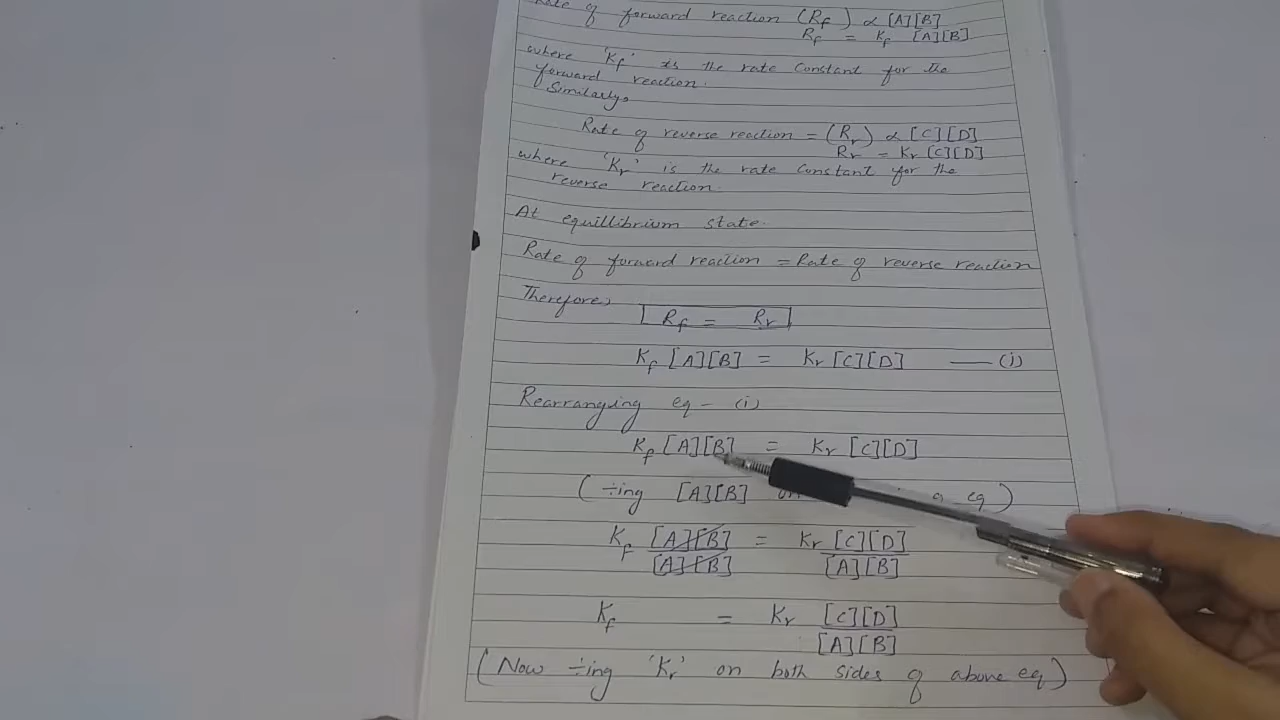 Rate of forward reaction (Rf) ∝ [A][B]
Rf = Kf [A][B]
where 'Kf' is the rate constant for the
forward reaction.
Similarly,
Rate of reverse reaction = (Rr) ∝ [C][D]
Rr = Kr [C][D]
where 'Kr' is the rate constant for the
reverse reaction.
At equillibrium state.
Rate of forward reaction = Rate of reverse reaction
Therefore,
Rf = Rr
Kf [A][B] = Kr [C][D] —— (i)
Rearranging eq - (i)
Kf [A][B] = Kr [C][D]
(÷ing [A][B] on eq)
Kf [A][B] / [A][B] = Kr [C][D] / [A][B]
Kf = Kr [C][D] / [A][B]
(Now ÷ing 'Kr' on both sides of above eq)